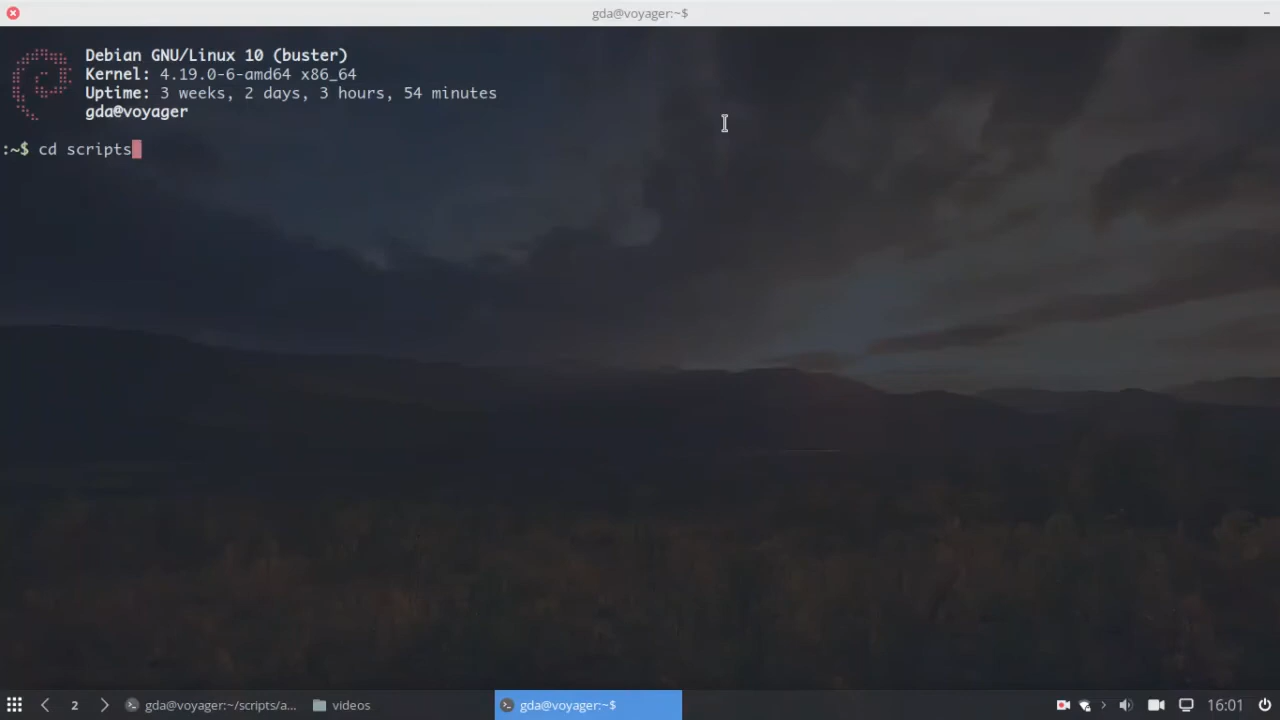 gda@voyager:~$
Debian GNU/Linux 10 (buster)
Kernel: 4.19.0-6-amd64 x86_64
Uptime: 3 weeks, 2 days, 3 hours, 54 minutes
gda@voyager
:~$ cd scripts
2
gda@voyager:~/scripts/a...
videos
gda@voyager:~$
16:01